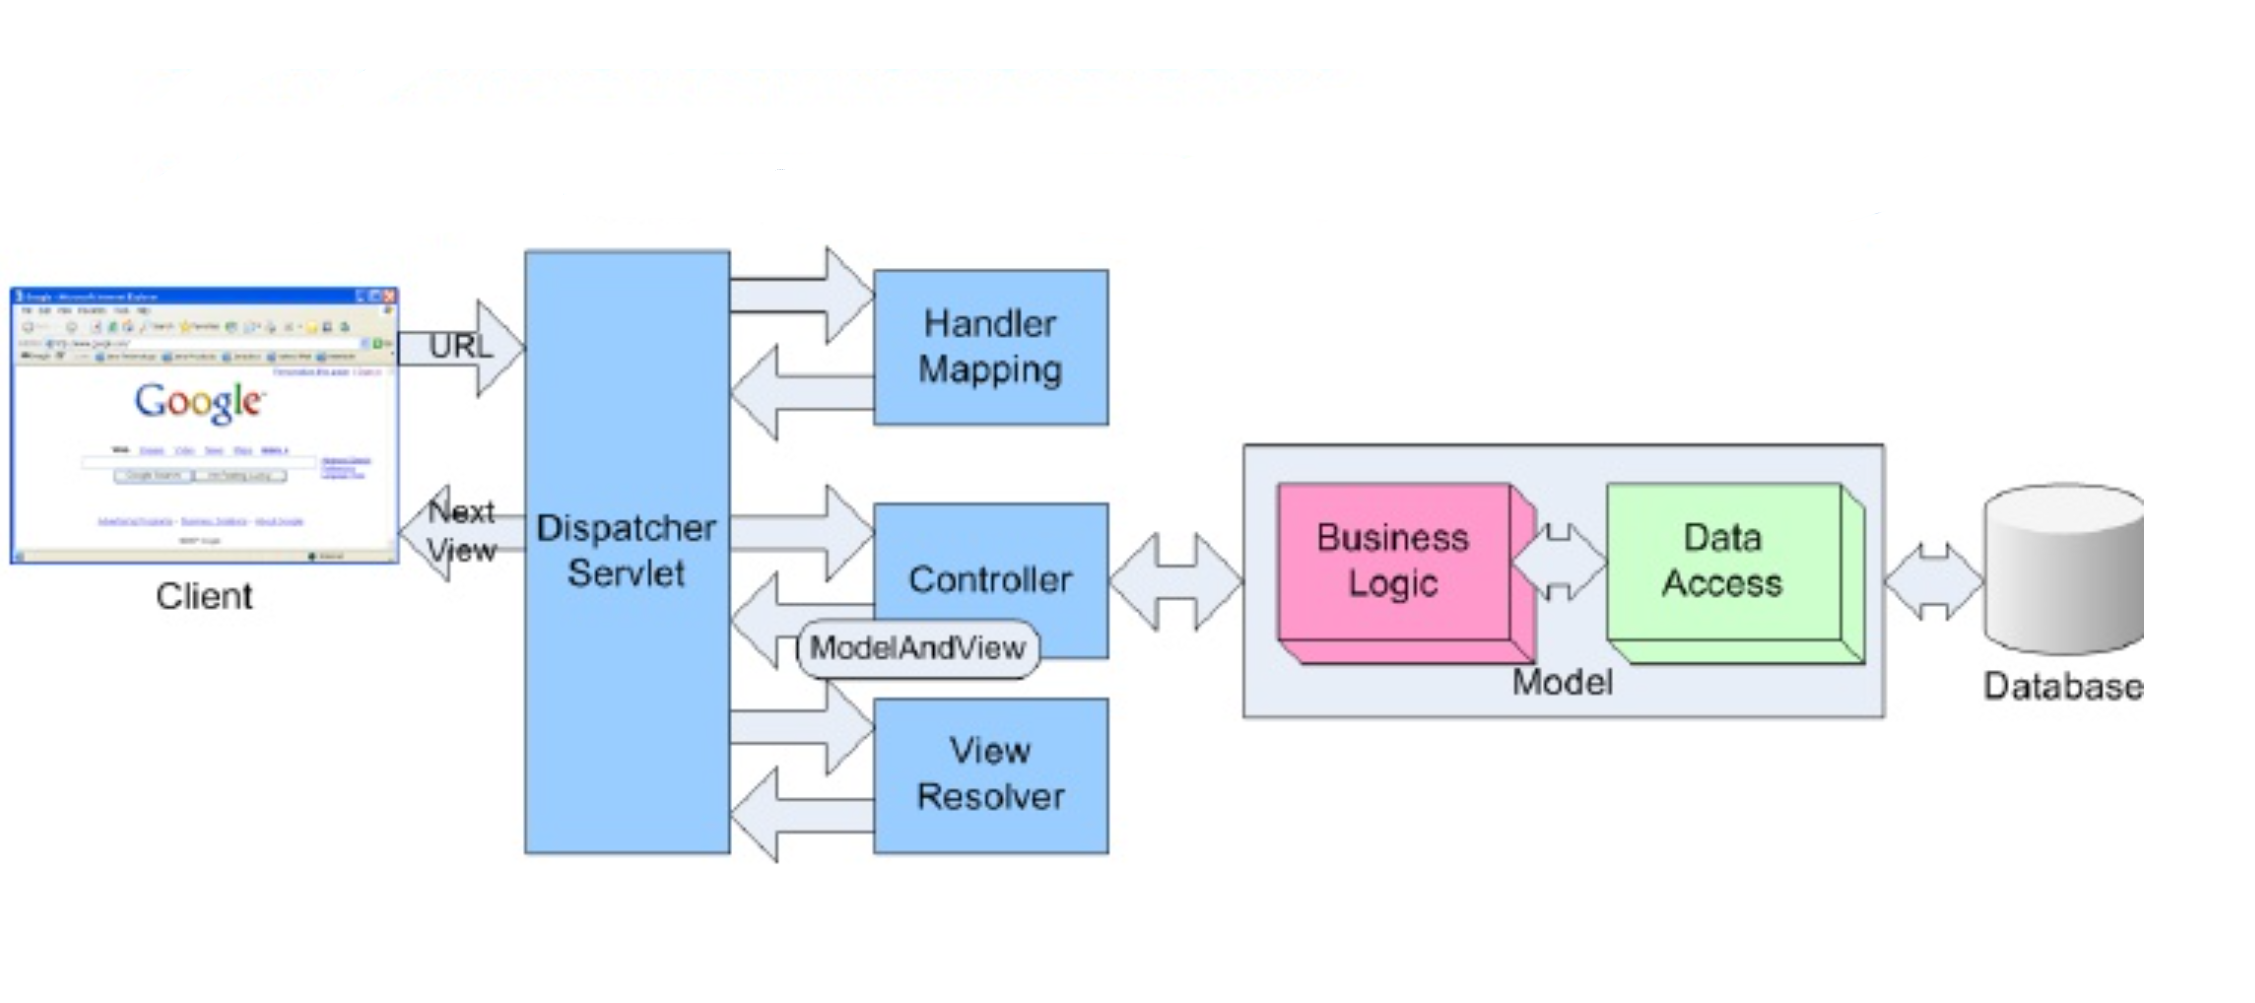 Google
Client
URL
Next
View
Dispatcher
Servlet
Handler
Mapping
Controller
ModelAndView
View
Resolver
Business
Logic
Data
Access
Model
Database